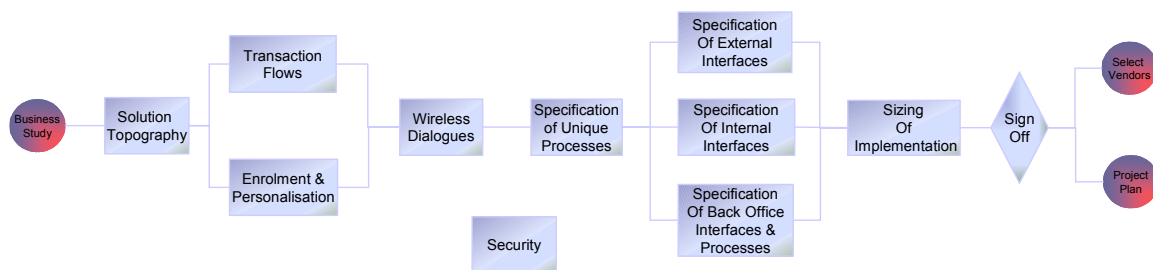 Business
Study
Solution
Topography
Transaction
Flows
Enrolment &
Personalisation
Wireless
Dialogues
Specification
of Unique
Processes
Specification
Of External
Interfaces
Specification
Of Internal
Interfaces
Specification
Of Back Office
Interfaces &
Processes
Security
Sizing
Of
Implementation
Sign
Off
Select
Vendors
Project
Plan